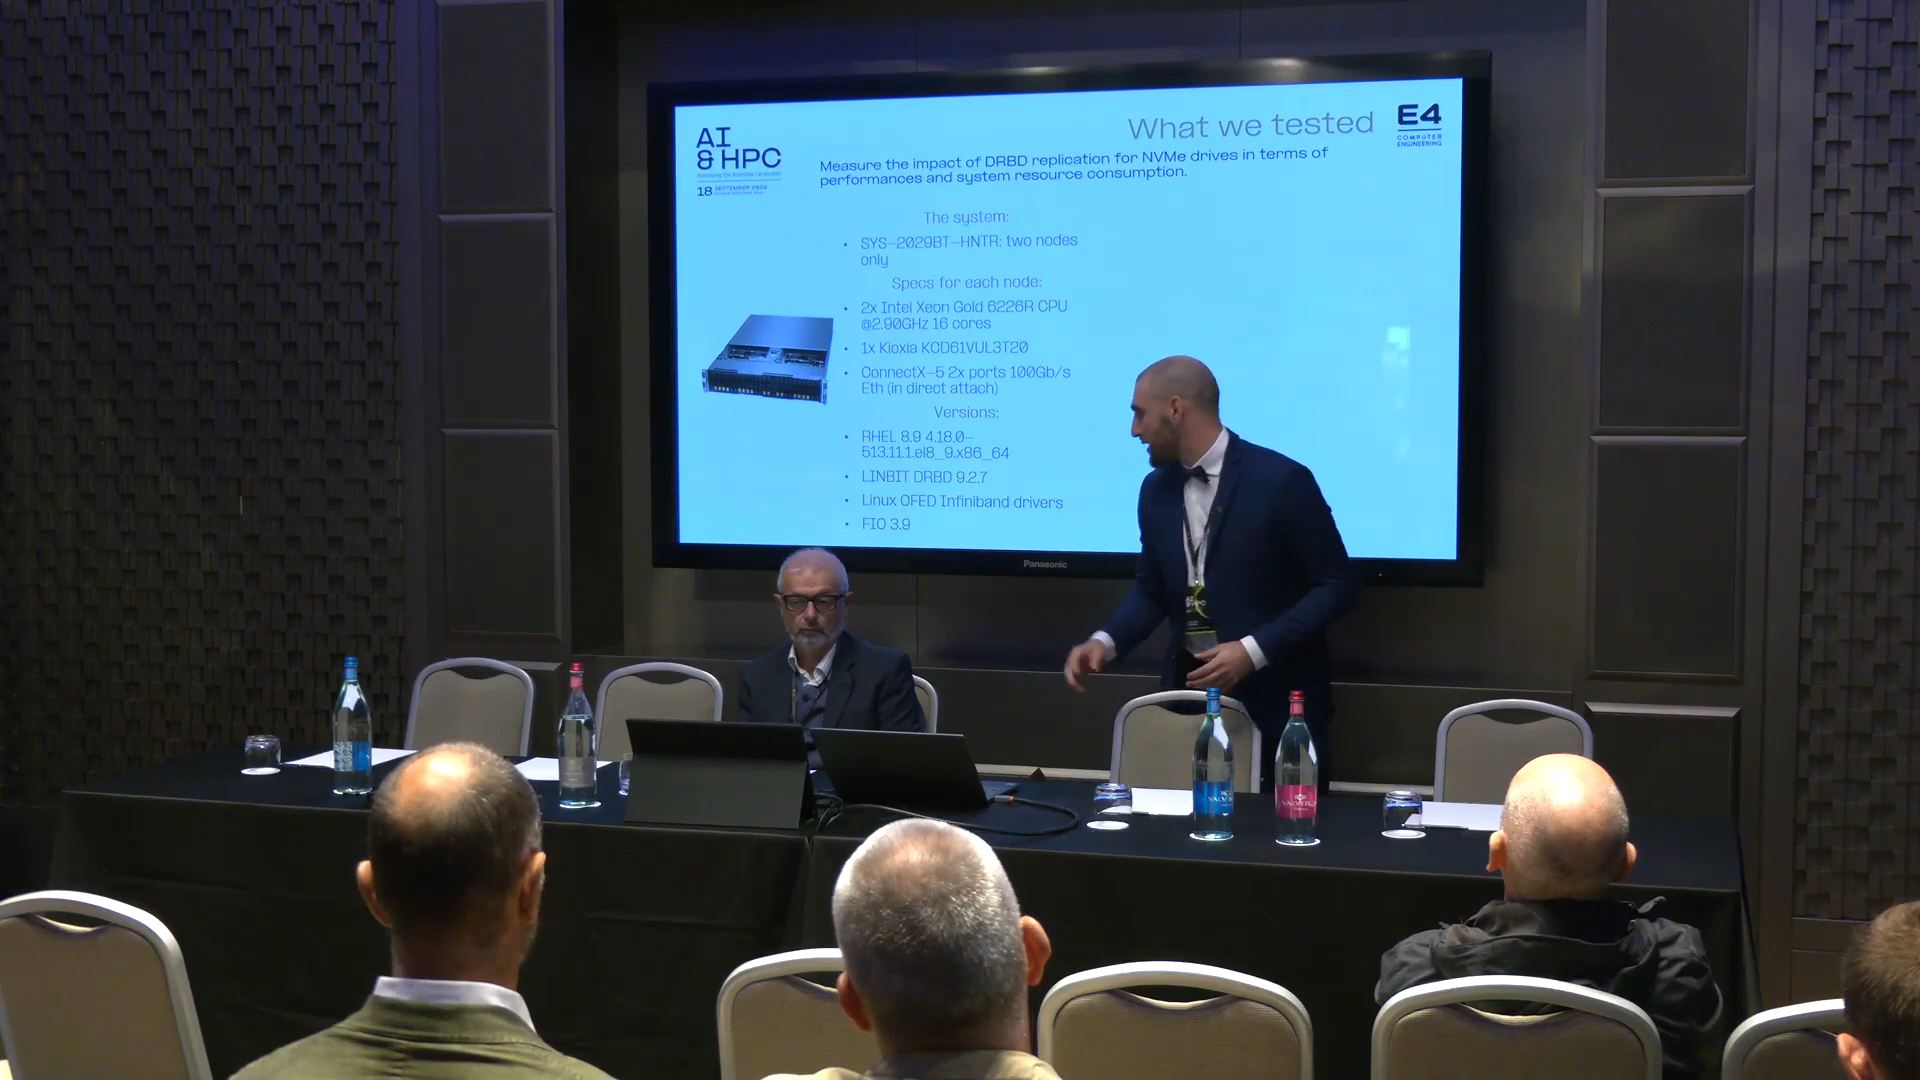 AI
& HPC
18 SEPTEMBER 2024
What we tested
E4
COMPUTER
ENGINEERING
Measure the impact of DRBD replication for NVMe drives in terms of
performances and system resource consumption.
The system:
• SYS-2029BT-HNTR: two nodes
only
Specs for each node:
• 2x Intel Xeon Gold 6226R CPU
@2.90GHz 16 cores
• 1x Kioxia KCD61VUL3T20
• ConnectX-5 2x ports 100Gb/s
Eth (in direct attach)
Versions:
• RHEL 8.9 4.18.0-
513.11.1.el8_9.x86_64
• LINBIT DRBD 9.2.7
• Linux OFED Infiniband drivers
• FIO 3.9
Panasonic